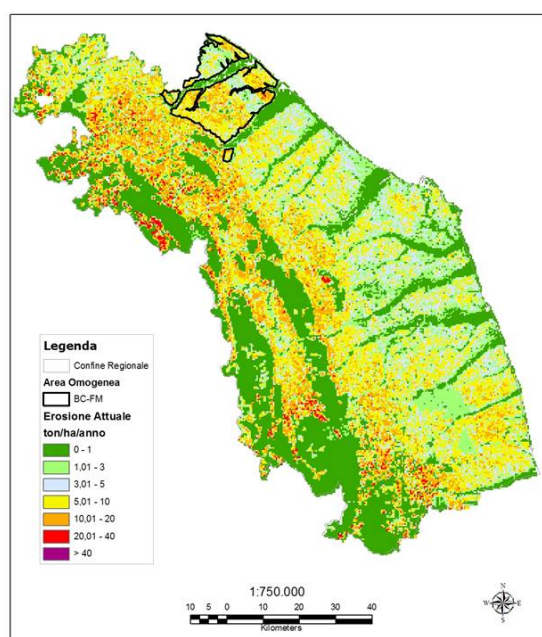 Legenda
Confine Regionale
Area Omogenea
BC-FM
Erosione Attuale
ton/ha/anno
0 - 1
1,01 - 3
3,01 - 5
5,01 - 10
10,01 - 20
20,01 - 40
> 40
1:750.000
10 5 0 10 20 30 40
Kilometers
N
W E
S